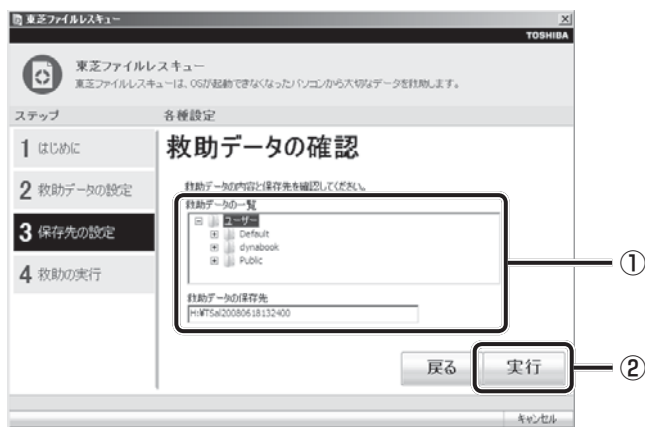 東芝ファイルレスキュー
TOSHIBA
東芝ファイルレスキュー
東芝ファイルレスキューは、OSが起動できなくなったパソコンから大切なデータを救助します。
ステップ
各種設定
1 はじめに
2 救助データの設定
3 保存先の設定
4 救助の実行
救助データの確認
救助データの内容と保存先を確認してください。
救助データの一覧
ユーザー
Default
dynabook
Public
救助データの保存先
H:¥TSal20080618132400
①
戻る
実行
②
キャンセル